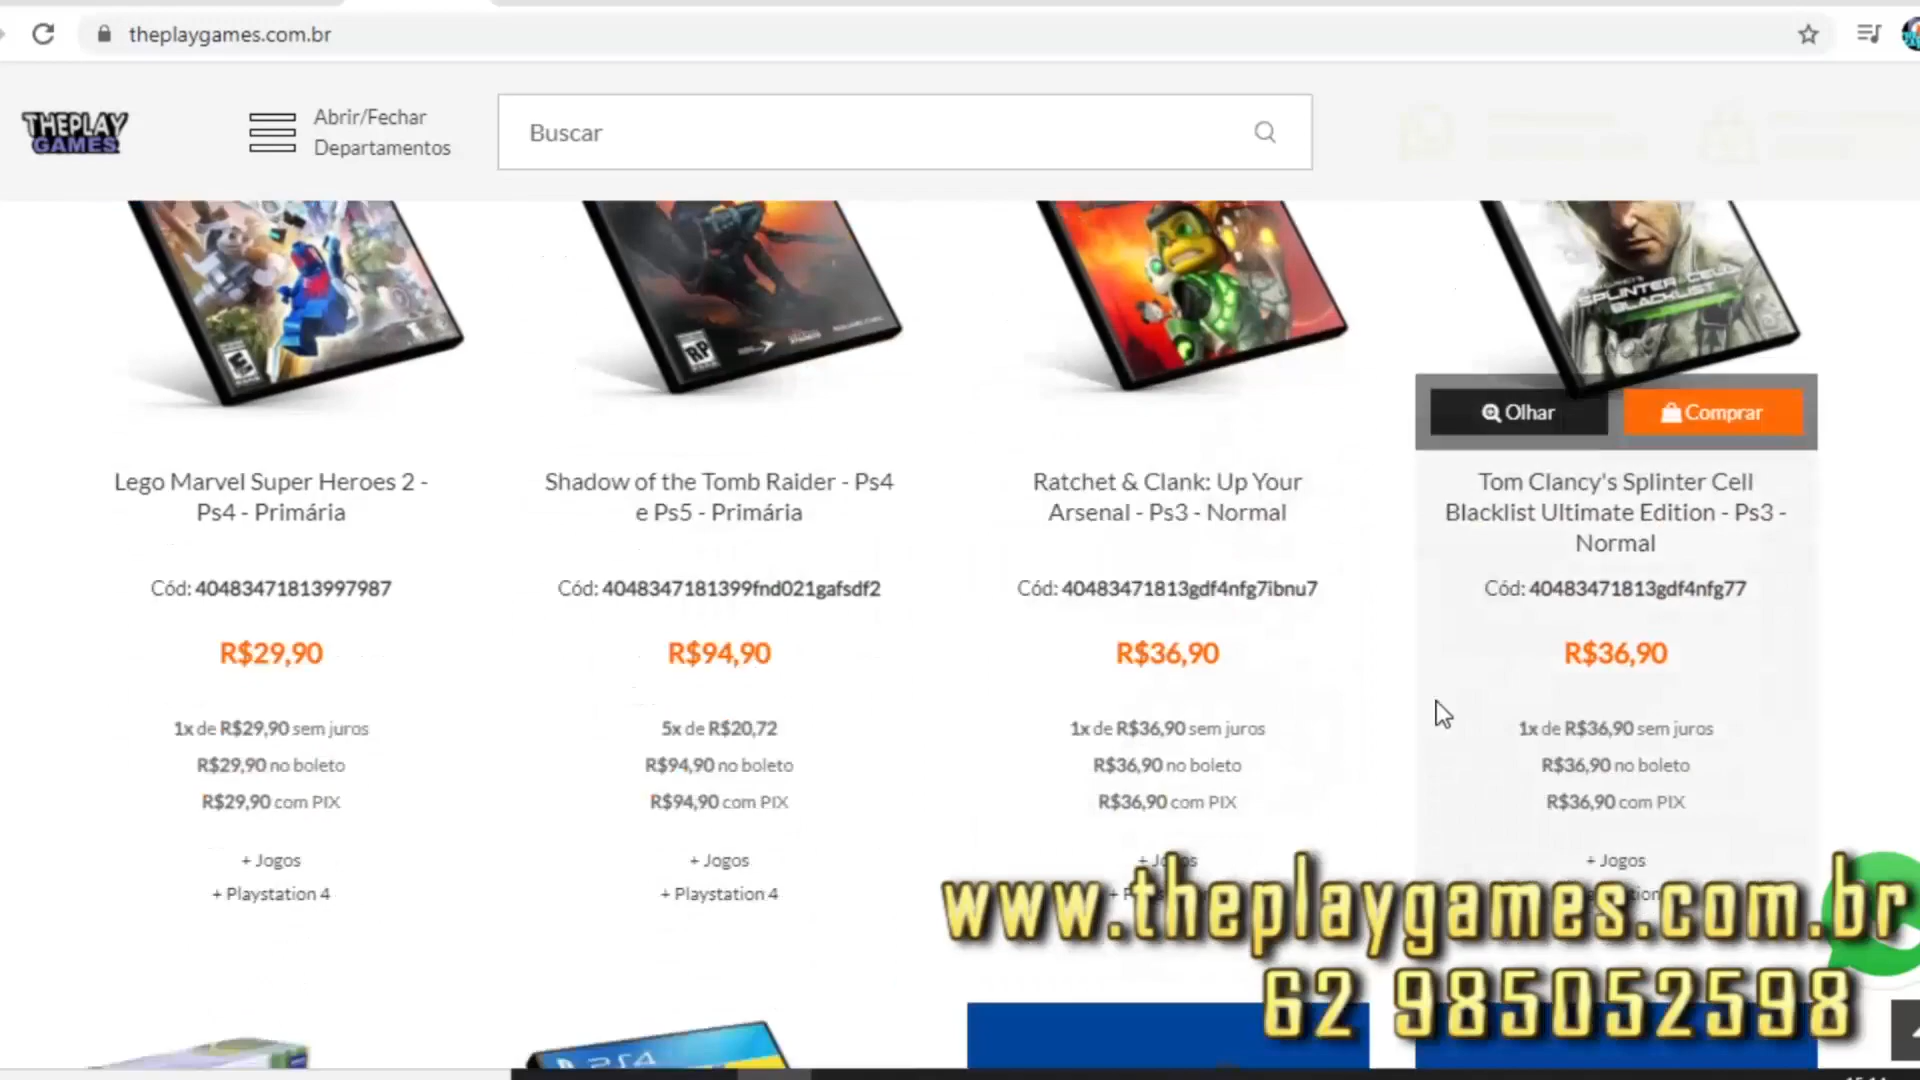 theplaygames.com.br
THEPLAY
GAMES
Abrir/Fechar
Departamentos
Buscar
SPLINTER CELL
BLACKLIST
RP
E
Olhar
Comprar
Lego Marvel Super Heroes 2 -
Ps4 - Primária
Shadow of the Tomb Raider - Ps4
e Ps5 - Primária
Ratchet & Clank: Up Your
Arsenal - Ps3 - Normal
Tom Clancy's Splinter Cell
Blacklist Ultimate Edition - Ps3 -
Normal
Cód: 40483471813997987
Cód: 4048347181399fnd021gafsdf2
Cód: 40483471813gdf4nfg7ibnu7
Cód: 40483471813gdf4nfg77
R$29,90
R$94,90
R$36,90
R$36,90
1x de R$29,90 sem juros
R$29,90 no boleto
R$29,90 com PIX
5x de R$20,72
R$94,90 no boleto
R$94,90 com PIX
1x de R$36,90 sem juros
R$36,90 no boleto
R$36,90 com PIX
1x de R$36,90 sem juros
R$36,90 no boleto
R$36,90 com PIX
+ Jogos
+ Playstation 4
+ Jogos
+ Playstation 4
+ Jogos
+ Jogos
www.theplaygames.com.br
62 985052598
PS4